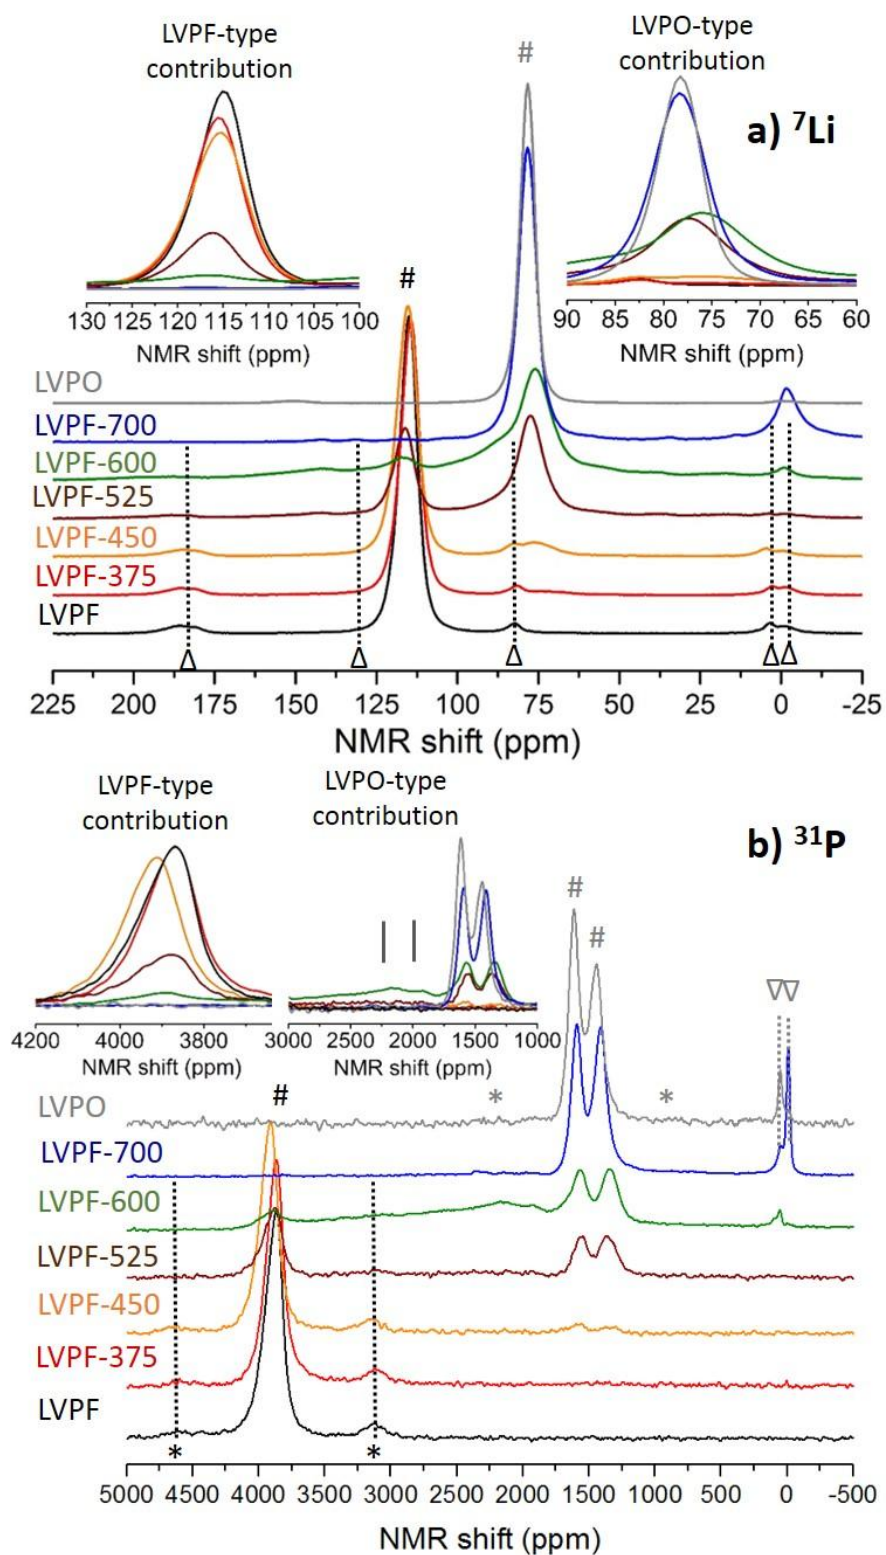 LVPF-type
contribution
LVPO-type
contribution
#
a) ⁷Li
#
130 125 120 115 110 105 100
NMR shift (ppm)
90 85 80 75 70 65 60
NMR shift (ppm)
LVPO
LVPF-700
LVPF-600
LVPF-525
LVPF-450
LVPF-375
LVPF
Δ Δ Δ Δ Δ
225 200 175 150 125 100 75 50 25 0 -25
NMR shift (ppm)
LVPF-type
contribution
LVPO-type
contribution
b) ³¹P
#
#
∇∇
4200 4000 3800
NMR shift (ppm)
3000 2500 2000 1500 1000
NMR shift (ppm)
#
* *
LVPO
LVPF-700
LVPF-600
LVPF-525
LVPF-450
LVPF-375
LVPF
* *
5000 4500 4000 3500 3000 2500 2000 1500 1000 500 0 -500
NMR shift (ppm)